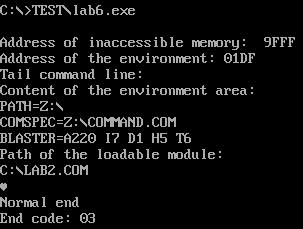 C:\>TEST\lab6.exe
Address of inaccessible memory:  9FFF
Address of the environment: 01DF
Tail command line:
Content of the environment area:
PATH=Z:\
COMSPEC=Z:\COMMAND.COM
BLASTER=A220 I7 D1 H5 T6
Path of the loadable module:
C:\LAB2.COM
♥
Normal end
End code: 03